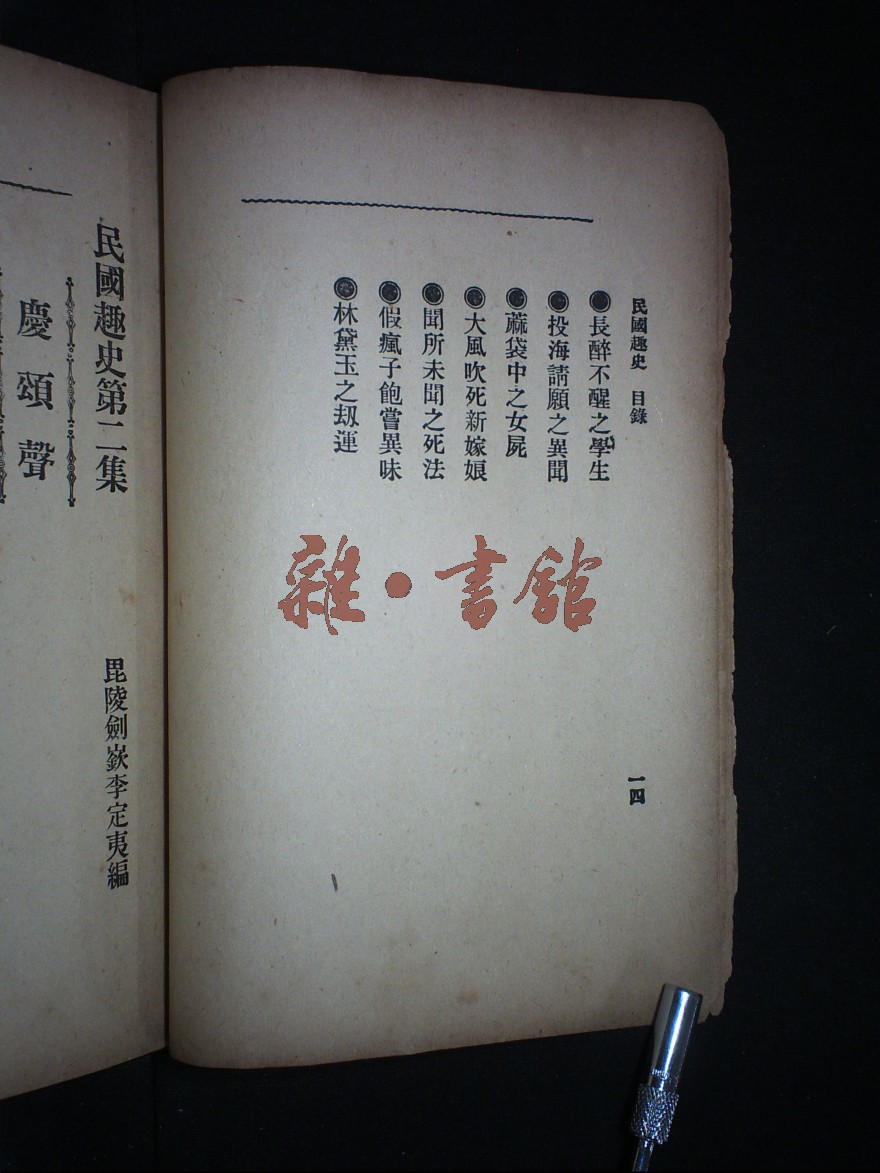 民國趣史 目錄
◉長醉不醒之學生
◉投海請願之異聞
◉蔴袋中之女屍
◉大風吹死新嫁娘
◉聞所未聞之死法
◉假瘋子飽嘗異味
◉林黛玉之刼運
一四
雜·書館
民國趣史第二集
毘陵劍嶔李定夷編
慶頌聲